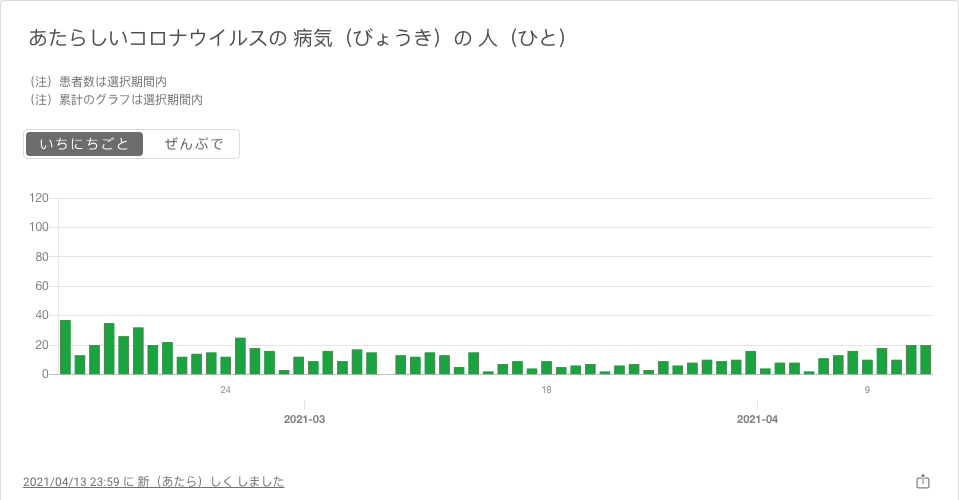 あたらしいコロナウイルスの 病気（びょうき）の 人（ひと）
（注）患者数は選択期間内
（注）累計のグラフは選択期間内
いちにちごと ぜんぶで
120
100
80
60
40
20
0
24 18 9
2021-03 2021-04
2021/04/13 23:59 に 新（あたら）しく しました